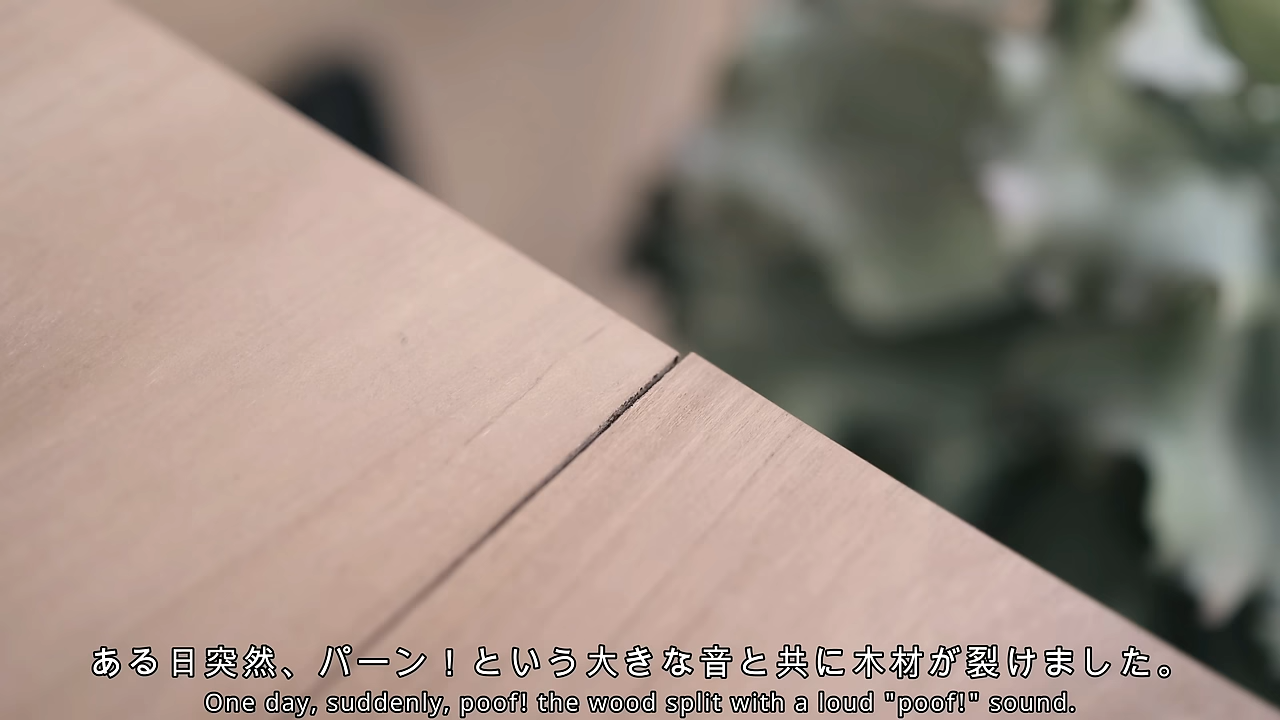 ある日突然、パーン！という大きな音と共に木材が裂けました。
One day, suddenly, poof! the wood split with a loud "poof!" sound.